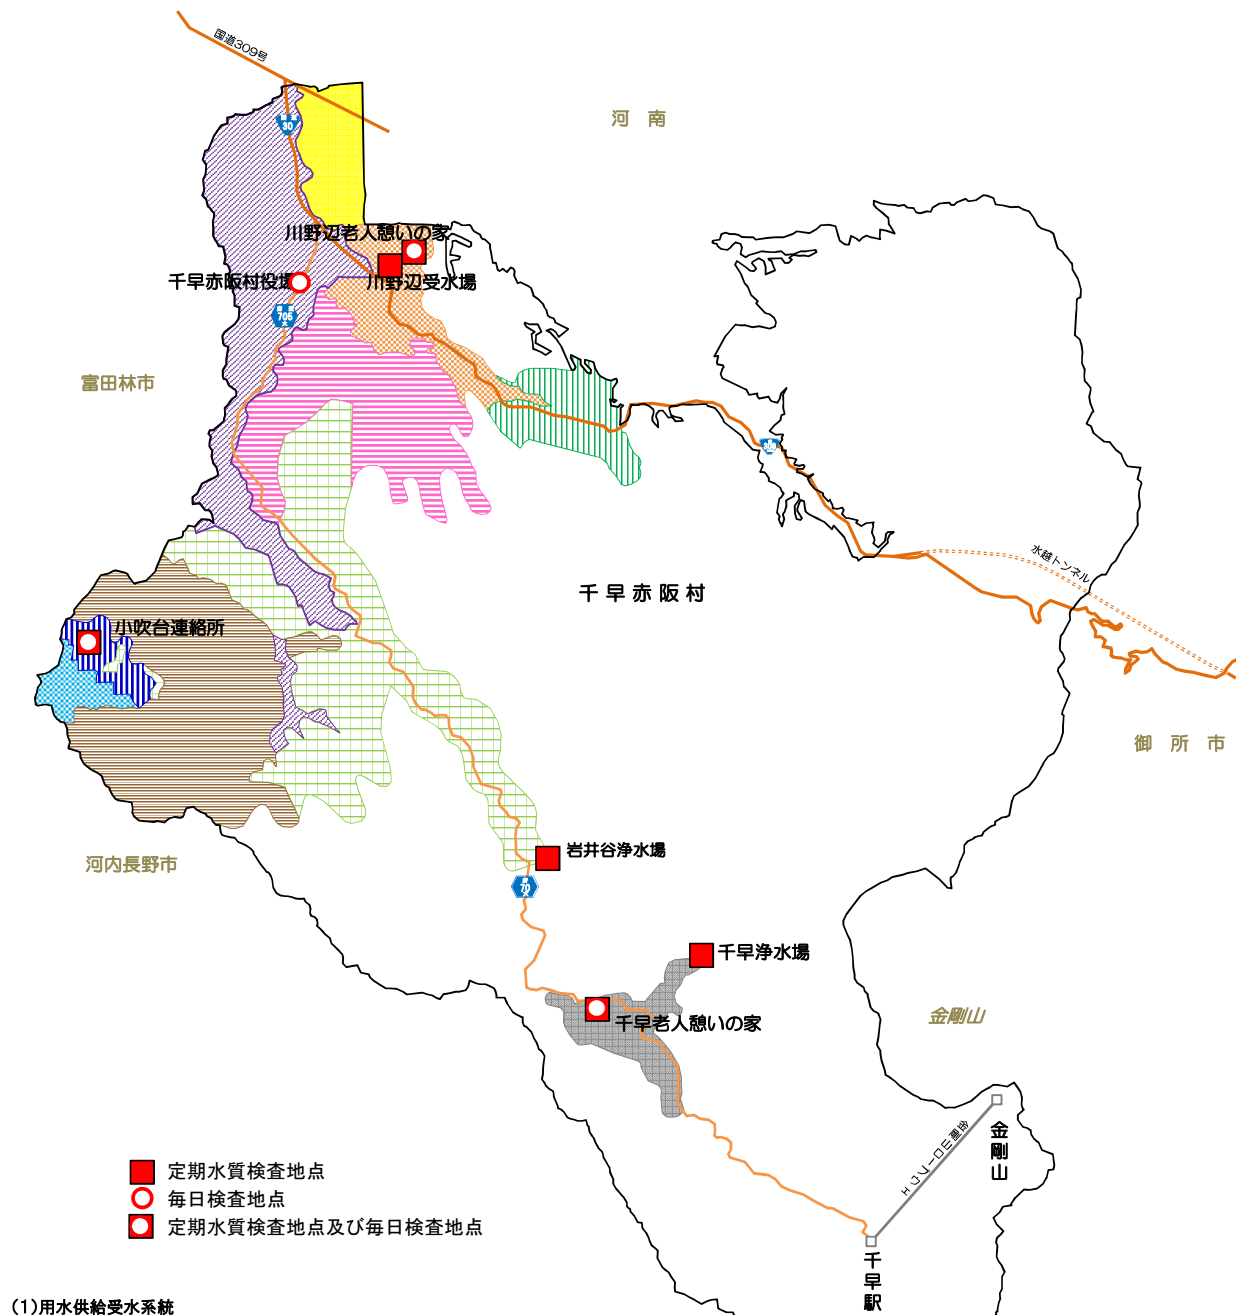 国道309号
河 南
30
川野辺老人憩いの家
千早赤阪村役場
川野辺受水場
705
富田林市
水越トンネル
千早赤阪村
小吹台連絡所
御 所 市
岩井谷浄水場
河内長野市
70
千早浄水場
金剛山
千早老人憩いの家
金剛山
金剛山ロープウェ
定期水質検査地点
毎日検査地点
定期水質検査地点及び毎日検査地点
千早駅
(1)用水供給受水系統